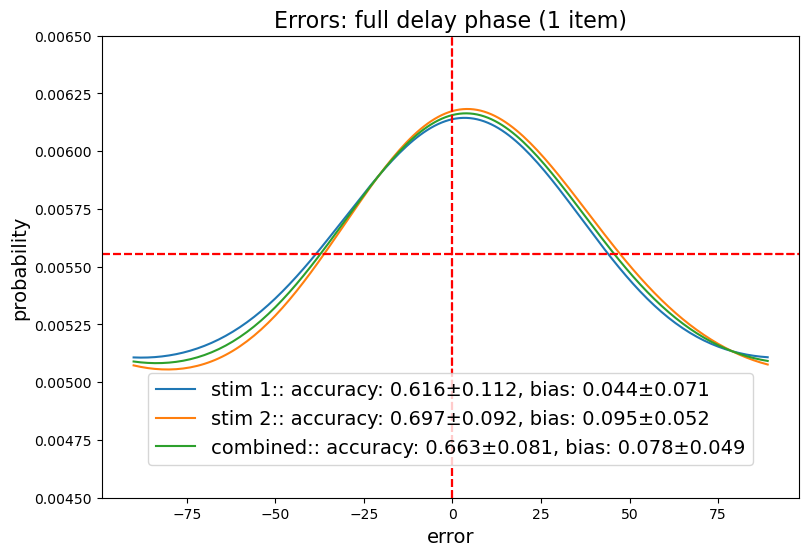 Errors: full delay phase (1 item)
0.00650
0.00625
0.00600
0.00575
0.00550
0.00525
0.00500
0.00475
0.00450
probability
stim 1:: accuracy: 0.616±0.112, bias: 0.044±0.071
stim 2:: accuracy: 0.697±0.092, bias: 0.095±0.052
combined:: accuracy: 0.663±0.081, bias: 0.078±0.049
−75 −50 −25 0 25 50 75
error